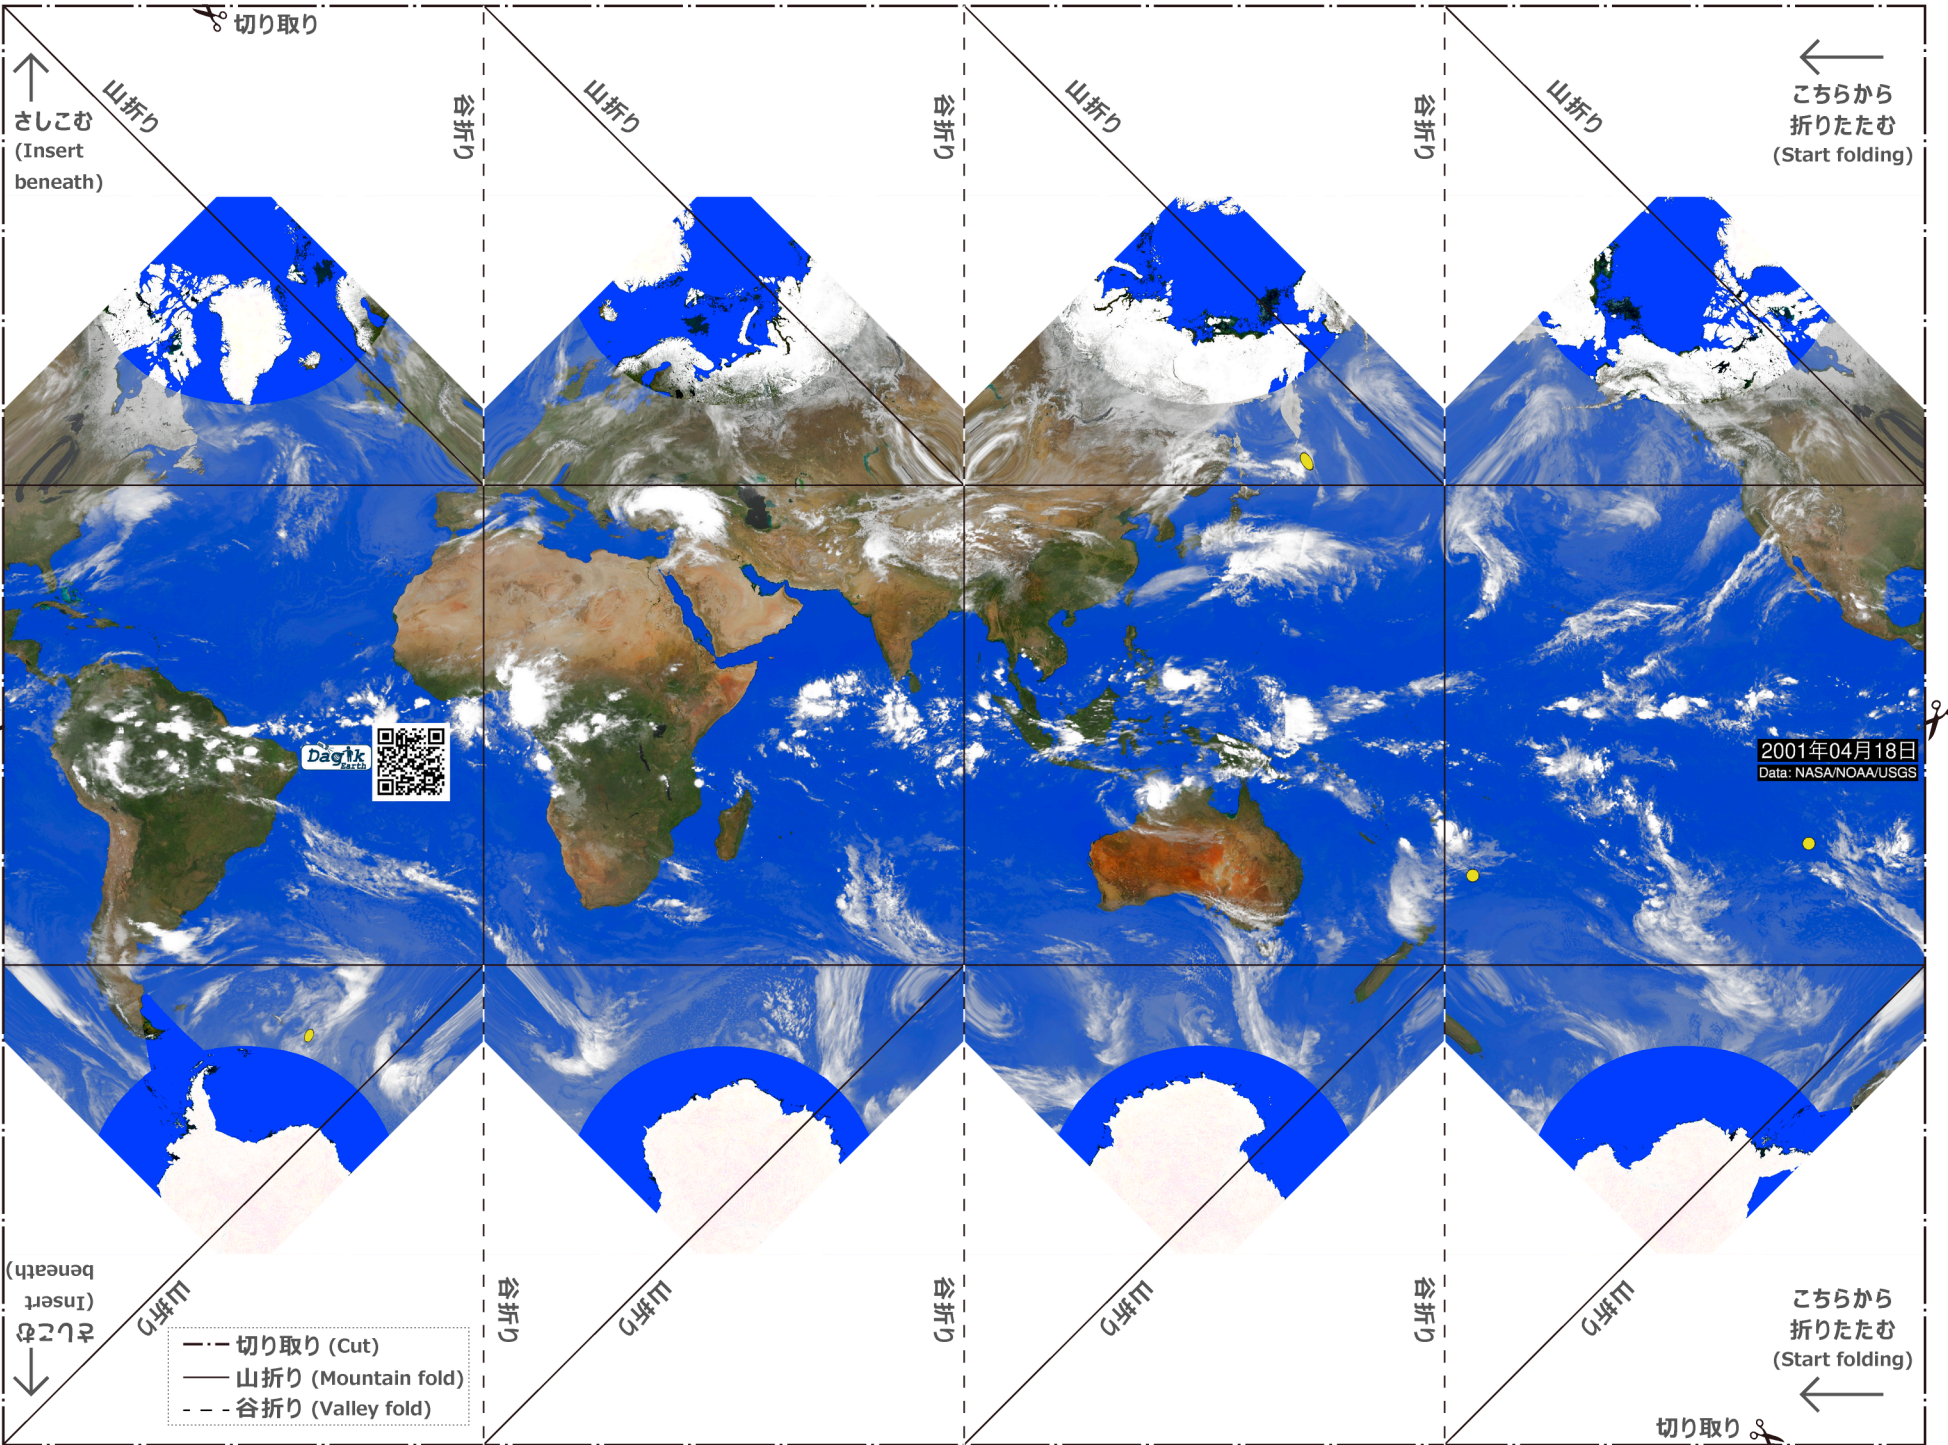 切り取り
山折り
谷折り
山折り
谷折り
山折り
谷折り
山折り
さしこむ
(Insert
beneath)
こちらから
折りたたむ
(Start folding)
Dagik
Earth
2001年04月18日
Data: NASA/NOAA/USGS
さしこむ
(Insert
beneath)
山折り
谷折り
山折り
谷折り
山折り
谷折り
山折り
こちらから
折りたたむ
(Start folding)
切り取り (Cut)
山折り (Mountain fold)
谷折り (Valley fold)
切り取り